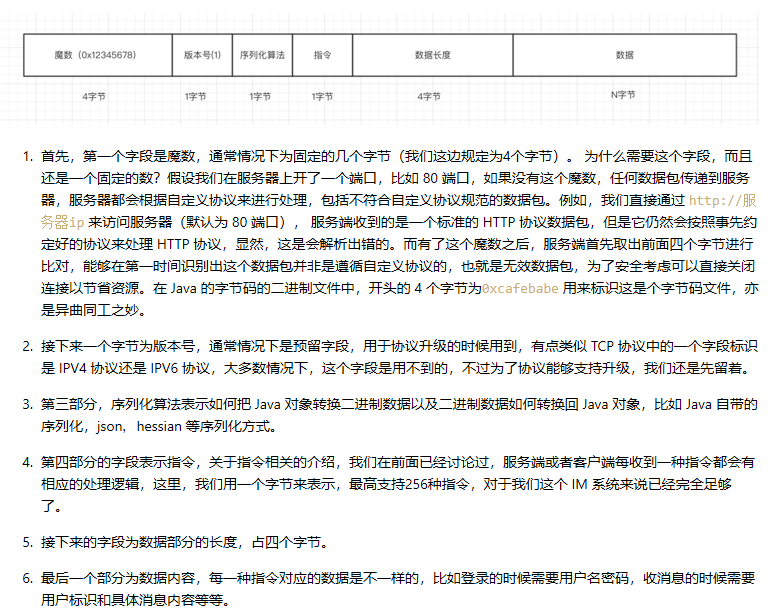 魔数（0x12345678） 版本号(1) 序列化算法 指令 数据长度 数据
4字节 1字节 1字节 1字节 4字节 N字节
1. 首先，第一个字段是魔数，通常情况下为固定的几个字节（我们这边规定为4个字节）。 为什么需要这个字段，而且
还是一个固定的数？假设我们在服务器上开了一个端口，比如 80 端口，如果没有这个魔数，任何数据包传递到服务
器，服务器都会根据自定义协议来进行处理，包括不符合自定义协议规范的数据包。例如，我们直接通过 http://服
务器ip 来访问服务器（默认为 80 端口）， 服务端收到的是一个标准的 HTTP 协议数据包，但是它仍然会按照事先约
定好的协议来处理 HTTP 协议，显然，这是会解析出错的。而有了这个魔数之后，服务端首先取出前面四个字节进行
比对，能够在第一时间识别出这个数据包并非是遵循自定义协议的，也就是无效数据包，为了安全考虑可以直接关闭
连接以节省资源。在 Java 的字节码的二进制文件中，开头的 4 个字节为0xcafebabe 用来标识这是个字节码文件，亦
是异曲同工之妙。
2. 接下来一个字节为版本号，通常情况下是预留字段，用于协议升级的时候用到，有点类似 TCP 协议中的一个字段标识
是 IPV4 协议还是 IPV6 协议，大多数情况下，这个字段是用不到的，不过为了协议能够支持升级，我们还是先留着。
3. 第三部分，序列化算法表示如何把 Java 对象转换二进制数据以及二进制数据如何转换回 Java 对象，比如 Java 自带的
序列化，json，hessian 等序列化方式。
4. 第四部分的字段表示指令，关于指令相关的介绍，我们在前面已经讨论过，服务端或者客户端每收到一种指令都会有
相应的处理逻辑，这里，我们用一个字节来表示，最高支持256种指令，对于我们这个 IM 系统来说已经完全足够
了。
5. 接下来的字段为数据部分的长度，占四个字节。
6. 最后一个部分为数据内容，每一种指令对应的数据是不一样的，比如登录的时候需要用户名密码，收消息的时候需要
用户标识和具体消息内容等等。